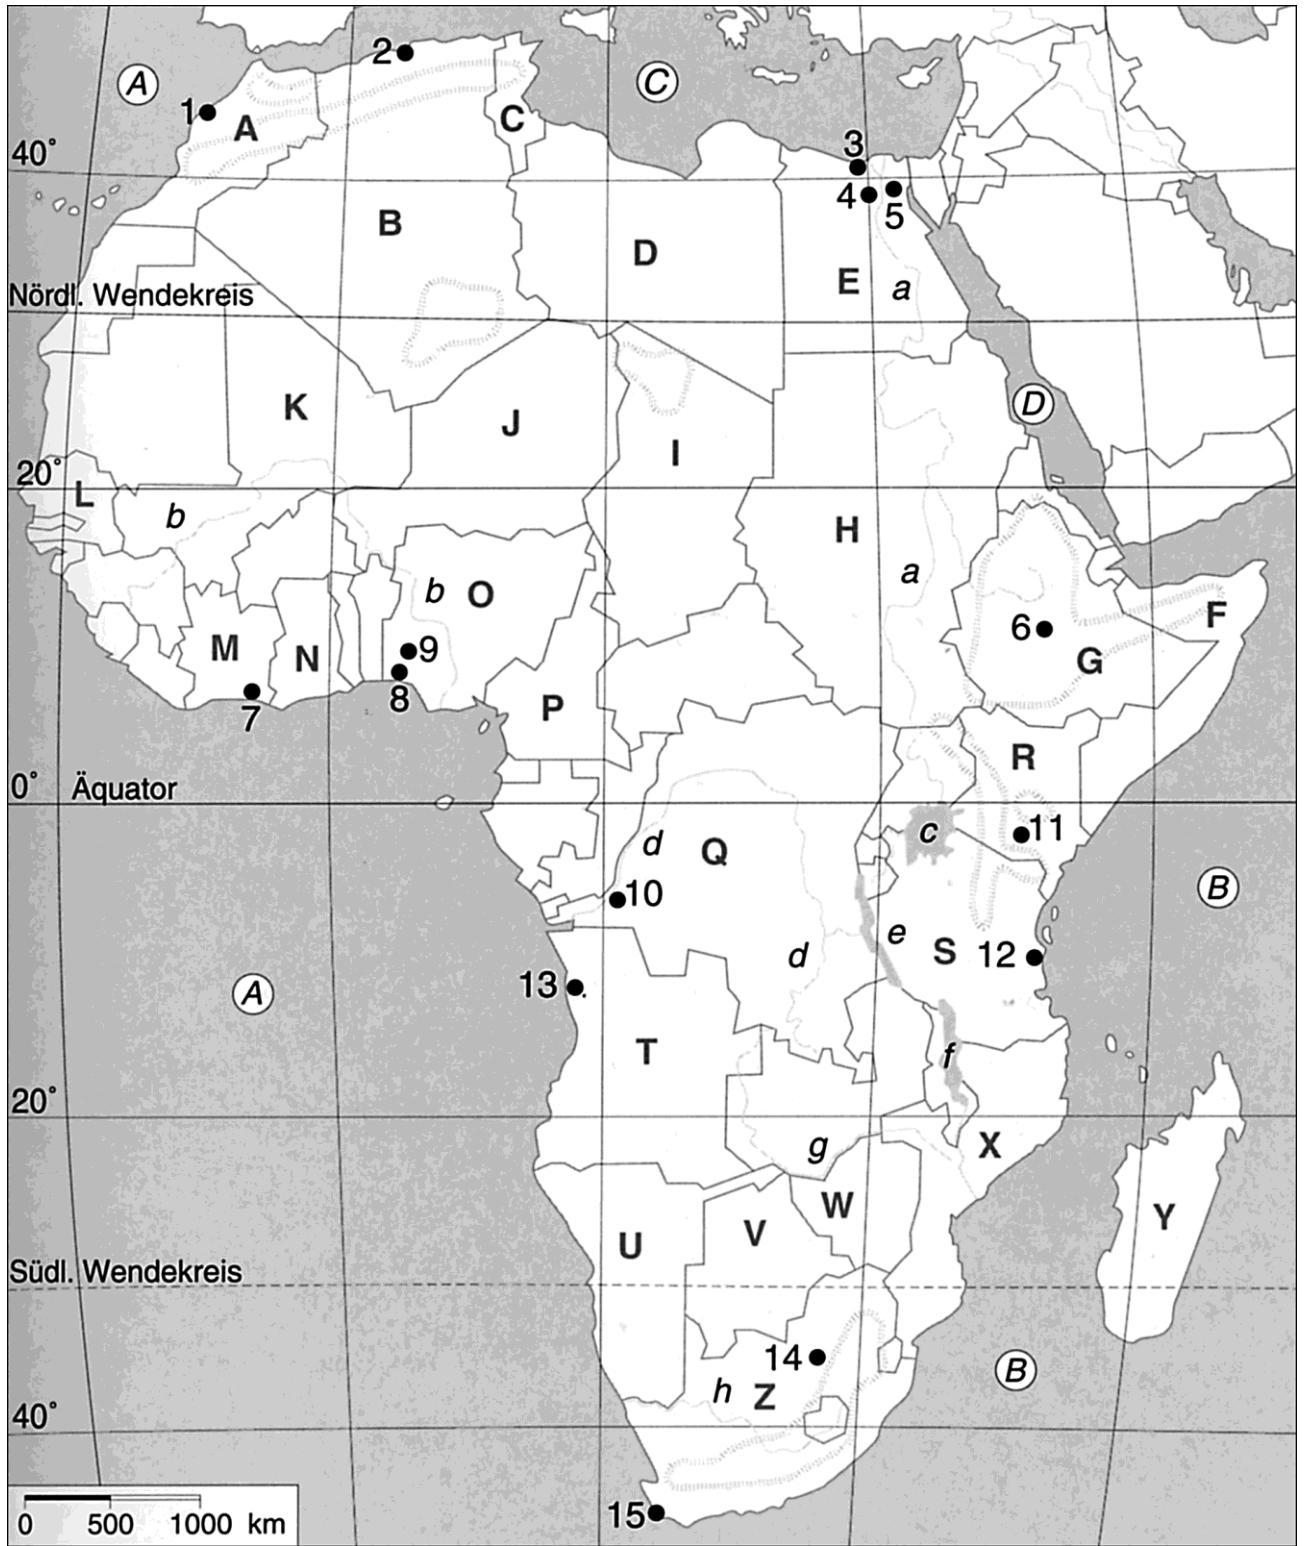 2
A
C
1
A
C
3
40°
4
5
B
D
E
a
Nördl. Wendekreis
D
K
J
I
20°
L
b
H
a
b
O
F
6
G
M
N
9
8
7
P
R
0°
Äquator
c
11
d
Q
B
10
e
d
S
12
A
13
T
f
20°
g
X
W
Y
U
V
Südl. Wendekreis
14
B
h
Z
40°
15
0 500 1000 km